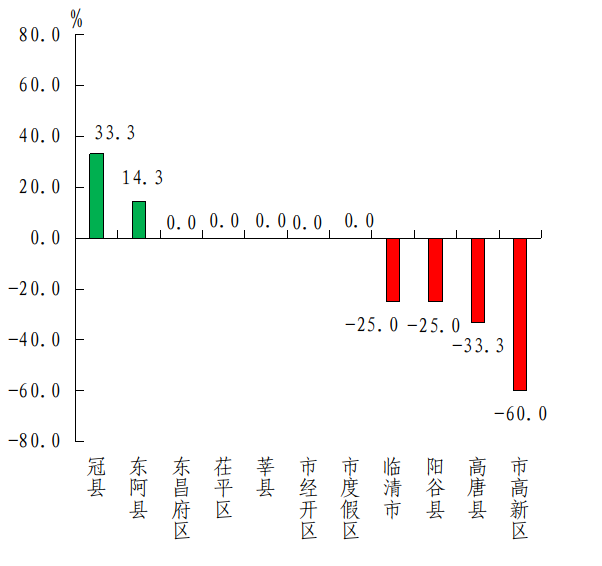 %
80.0
60.0
40.0
20.0
0.0
-20.0
-40.0
-60.0
-80.0
33.3
14.3
0.0
0.0
0.0
0.0
0.0
-25.0
-25.0
-33.3
-60.0
冠县
东阿县
东昌府区
茌平区
莘县
市经开区
市度假区
临清市
阳谷县
高唐县
市高新区